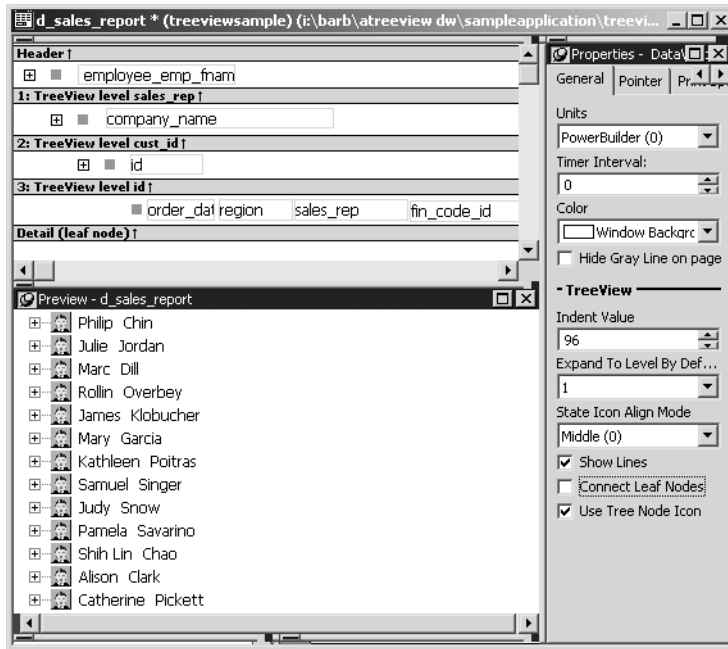 d_sales_report * (treeviewsample) (i:\barb\atreeview dw\sampleapplication\treevi...
Header ↑
employee_emp_fnam
1: TreeView level sales_rep ↑
company_name
2: TreeView level cust_id ↑
id
3: TreeView level id ↑
order_dat region sales_rep fin_code_id
Detail (leaf node) ↑
Preview - d_sales_report
Philip Chin
Julie Jordan
Marc Dill
Rollin Overbey
James Klobucher
Mary Garcia
Kathleen Poitras
Samuel Singer
Judy Snow
Pamela Savarino
Shih Lin Chao
Alison Clark
Catherine Pickett
Properties - Data
General Pointer
Units
PowerBuilder (0)
Timer Interval:
0
Color
Window Backgrc
Hide Gray Line on page
TreeView
Indent Value
96
Expand To Level By Def...
1
State Icon Align Mode
Middle (0)
Show Lines
Connect Leaf Nodes
Use Tree Node Icon